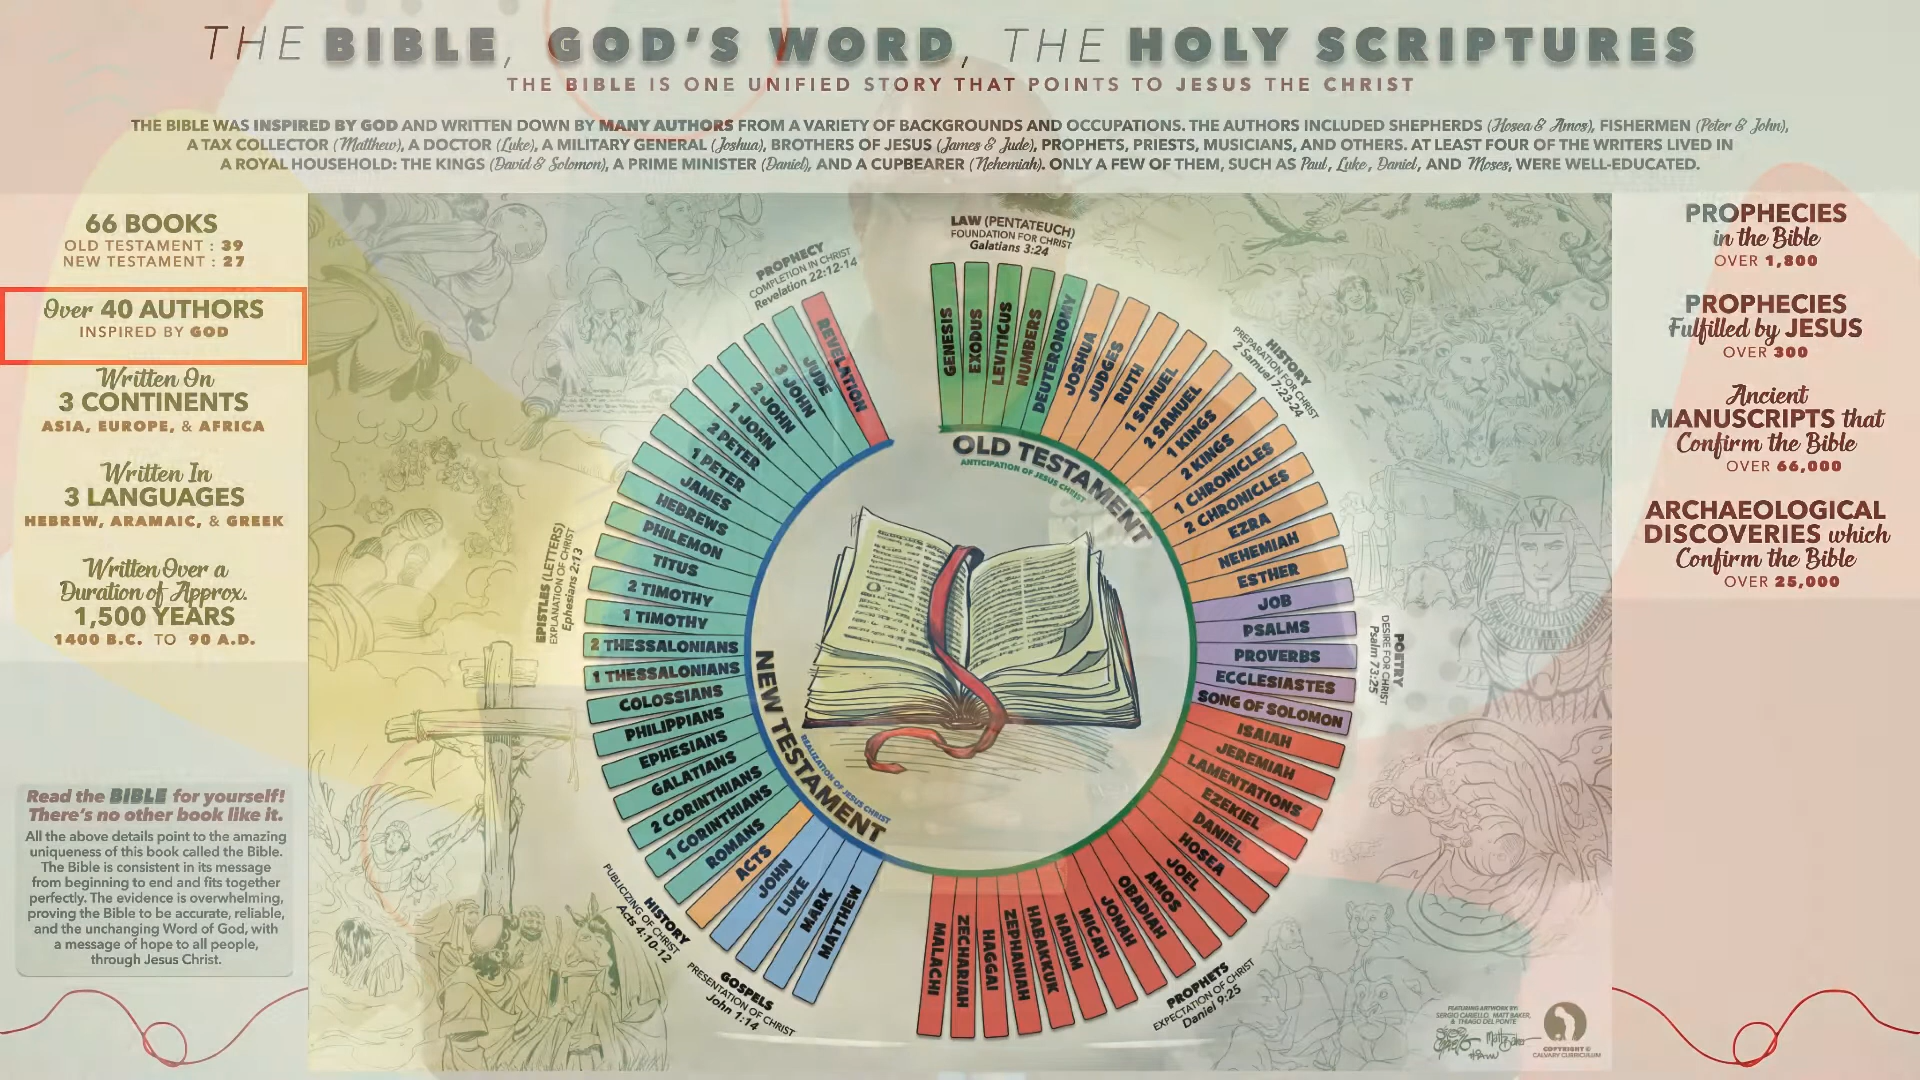 THE BIBLE, GOD'S WORD, THE HOLY SCRIPTURES
THE BIBLE IS ONE UNIFIED STORY THAT POINTS TO JESUS THE CHRIST
THE BIBLE WAS INSPIRED BY GOD AND WRITTEN DOWN BY MANY AUTHORS FROM A VARIETY OF BACKGROUNDS AND OCCUPATIONS. THE AUTHORS INCLUDED SHEPHERDS (Hosea & Amos), FISHERMEN (Peter & John),
A TAX COLLECTOR (Matthew), A DOCTOR (Luke), A MILITARY GENERAL (Joshua), BROTHERS OF JESUS (James & Jude), PROPHETS, PRIESTS, MUSICIANS, AND OTHERS. AT LEAST FOUR OF THE WRITERS LIVED IN
A ROYAL HOUSEHOLD: THE KINGS (David & Solomon), A PRIME MINISTER (Daniel), AND A CUPBEARER (Nehemiah). ONLY A FEW OF THEM, SUCH AS Paul, Luke, Daniel, AND Moses, WERE WELL-EDUCATED.
66 BOOKS
OLD TESTAMENT : 39
NEW TESTAMENT : 27
Over 40 AUTHORS
INSPIRED BY GOD
Written On
3 CONTINENTS
ASIA, EUROPE, & AFRICA
Written In
3 LANGUAGES
HEBREW, ARAMAIC, & GREEK
Written Over a
Duration of Approx.
1,500 YEARS
1400 B.C. TO 90 A.D.
Read the BIBLE for yourself!
There's no other book like it.
All the above details point to the amazing
uniqueness of this book called the Bible.
The Bible is consistent in its message
from beginning to end and fits together
perfectly. The evidence is overwhelming,
proving the Bible to be accurate, reliable,
and the unchanging Word of God, with
a message of hope to all people,
through Jesus Christ.
LAW (PENTATEUCH)
FOUNDATION FOR CHRIST
Galatians 3:24
GENESIS
EXODUS
LEVITICUS
NUMBERS
DEUTERONOMY
HISTORY
PREPARATION FOR CHRIST
2 Samuel 7:23-24
JOSHUA
JUDGES
RUTH
1 SAMUEL
2 SAMUEL
1 KINGS
2 KINGS
1 CHRONICLES
2 CHRONICLES
EZRA
NEHEMIAH
ESTHER
POETRY
DESIRE FOR CHRIST
Psalm 73:25
JOB
PSALMS
PROVERBS
ECCLESIASTES
SONG OF SOLOMON
ISAIAH
JEREMIAH
LAMENTATIONS
EZEKIEL
DANIEL
HOSEA
JOEL
AMOS
OBADIAH
JONAH
MICAH
NAHUM
HABAKKUK
ZEPHANIAH
HAGGAI
ZECHARIAH
MALACHI
PROPHETS
EXPECTATION OF CHRIST
Daniel 9:25
OLD TESTAMENT
ANTICIPATION OF JESUS CHRIST
NEW TESTAMENT
REALIZATION OF JESUS CHRIST
MATTHEW
MARK
LUKE
JOHN
GOSPELS
PRESENTATION OF CHRIST
John 1:14
ACTS
HISTORY
PUBLICIZING OF CHRIST
Acts 4:10-12
ROMANS
1 CORINTHIANS
2 CORINTHIANS
GALATIANS
EPHESIANS
PHILIPPIANS
COLOSSIANS
1 THESSALONIANS
2 THESSALONIANS
1 TIMOTHY
2 TIMOTHY
TITUS
PHILEMON
HEBREWS
JAMES
1 PETER
2 PETER
1 JOHN
2 JOHN
3 JOHN
JUDE
EPISTLES (LETTERS)
EXPLANATION OF CHRIST
Ephesians 2:13
REVELATION
PROPHECY
COMPLETION IN CHRIST
Revelation 22:12-14
PROPHECIES
in the Bible
OVER 1,800
PROPHECIES
Fulfilled by JESUS
OVER 300
Ancient
MANUSCRIPTS that
Confirm the Bible
OVER 66,000
ARCHAEOLOGICAL
DISCOVERIES which
Confirm the Bible
OVER 25,000
FEATURING ARTWORK BY:
SERGIO CARIELLO, MATT BAKER,
& THIAGO DEL PONTE
COPYRIGHT ©
CALVARY CURRICULUM